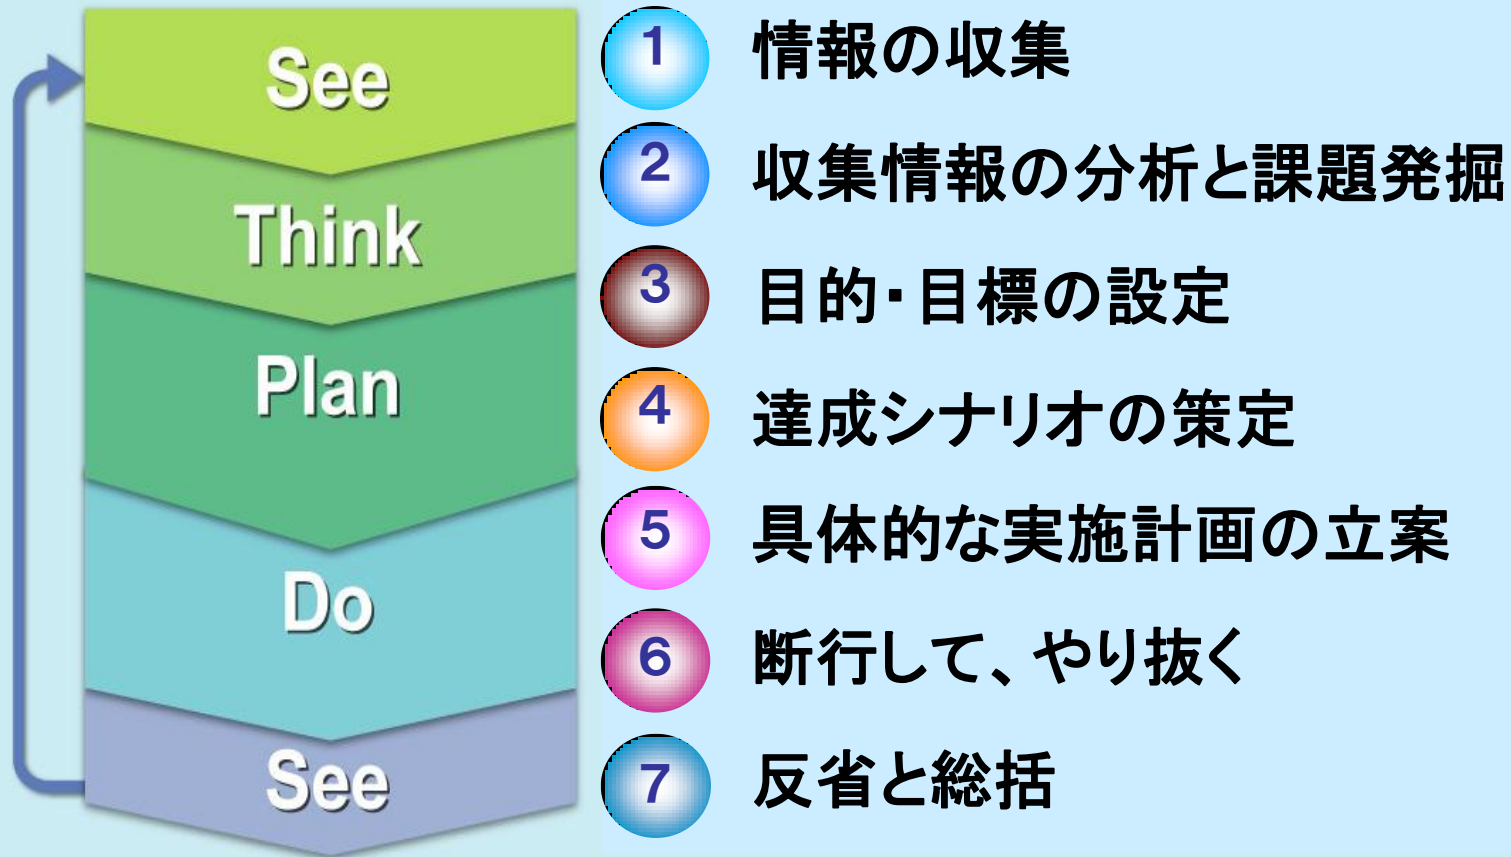 See
Think
Plan
Do
See
1 情報の収集
2 収集情報の分析と課題発掘
3 目的・目標の設定
4 達成シナリオの策定
5 具体的な実施計画の立案
6 断行して、やり抜く
7 反省と総括